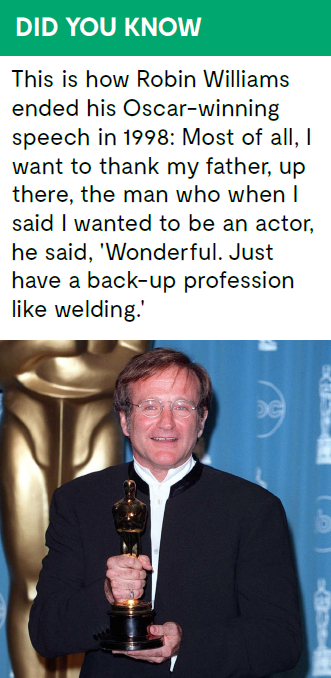 DID YOU KNOW
This is how Robin Williams
ended his Oscar-winning
speech in 1998: Most of all, I
want to thank my father, up
there, the man who when I
said I wanted to be an actor,
he said, 'Wonderful. Just
have a back-up profession
like welding.'